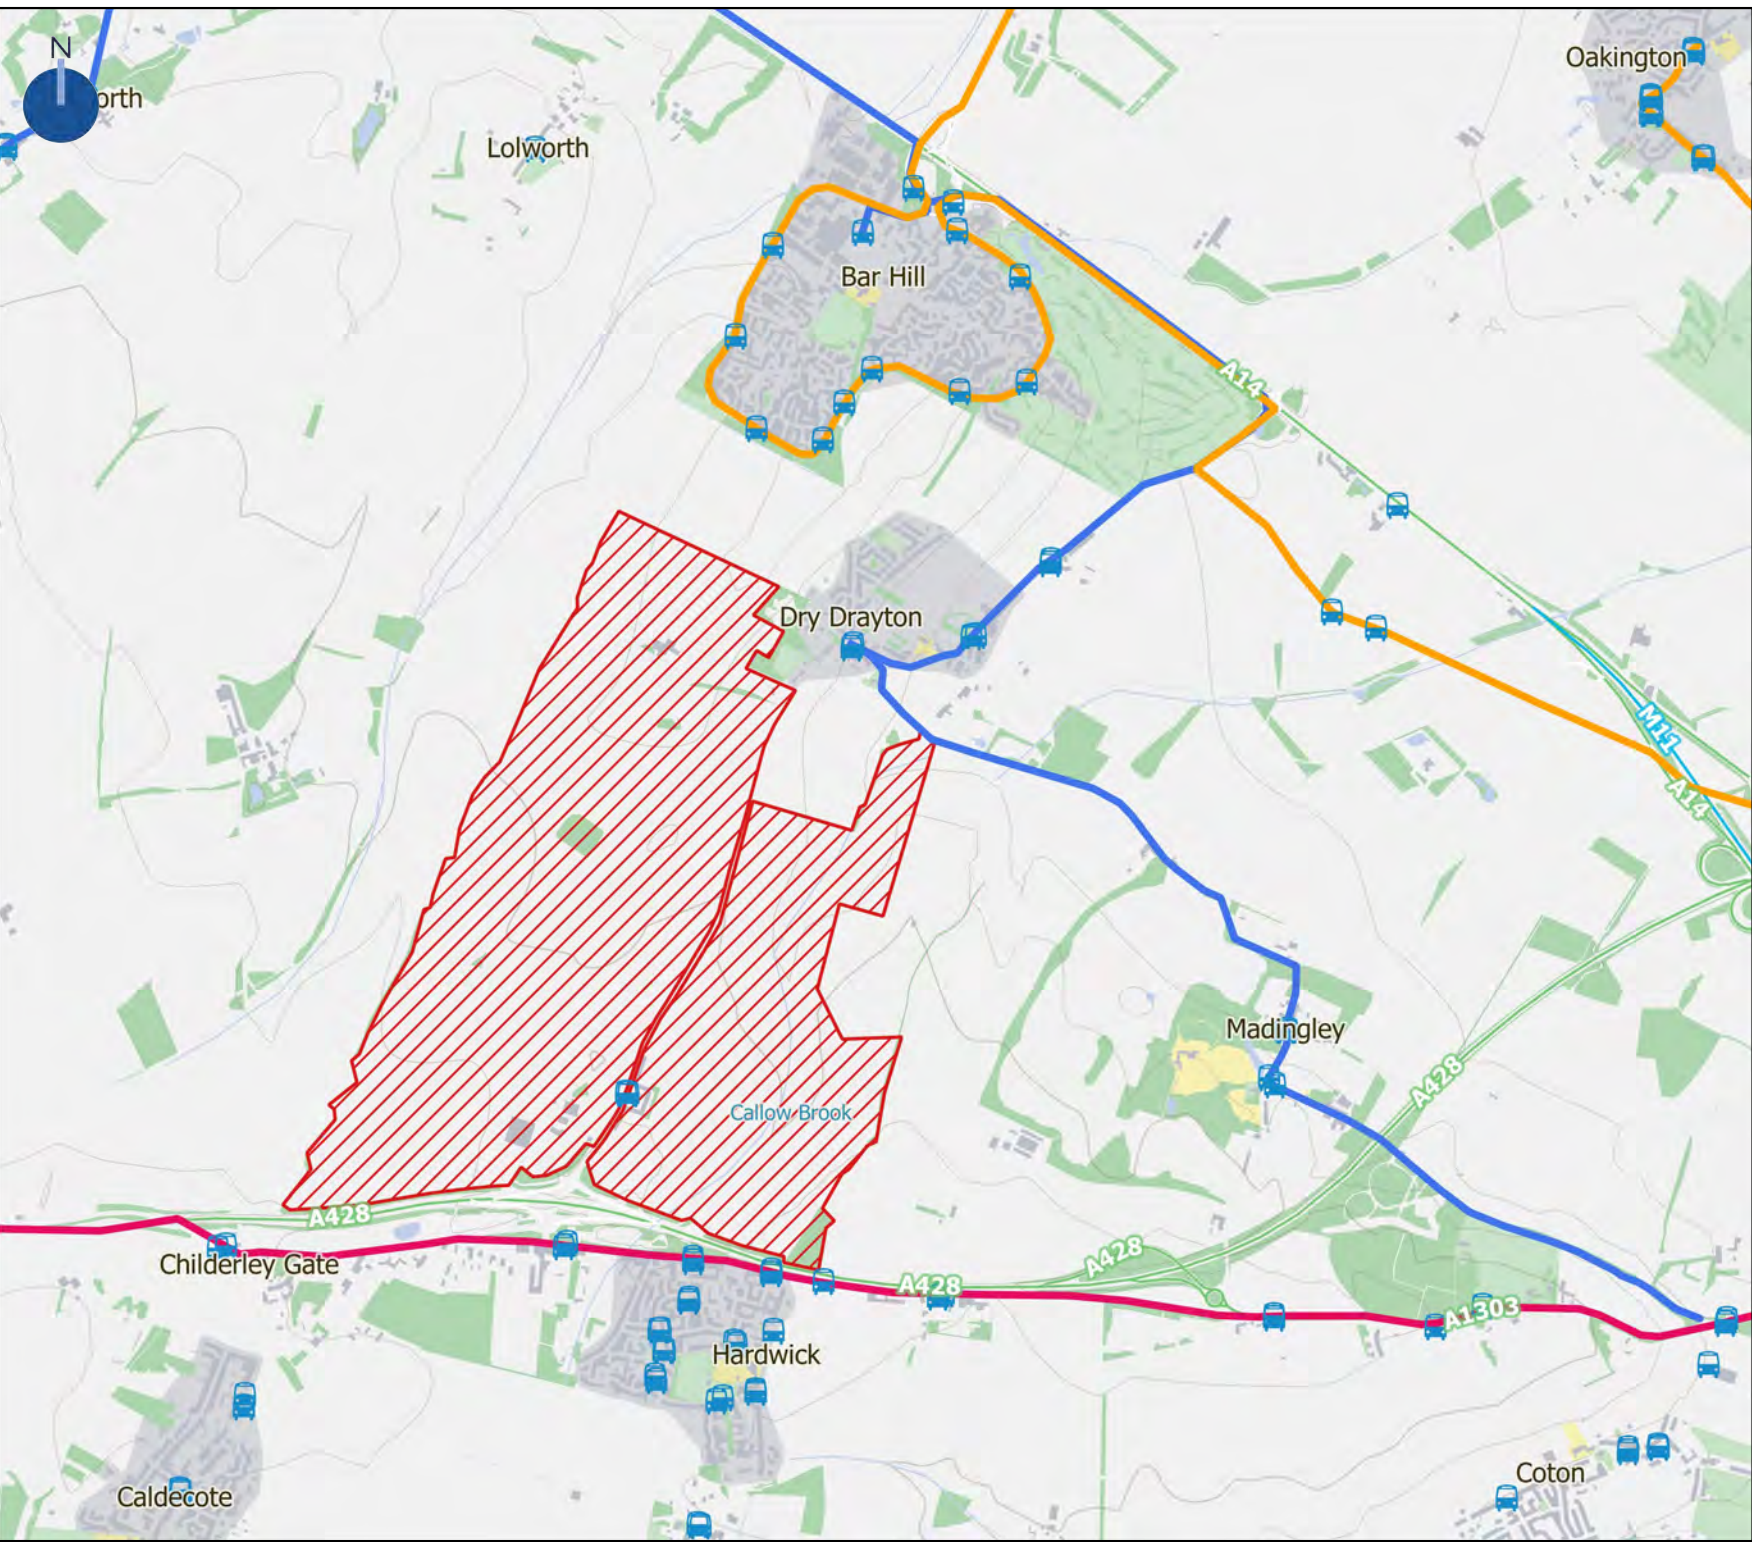 N
Oakington
orth
Lolworth
Bar Hill
A14
Dry Drayton
M11
A14
Madingley
A428
Callow Brook
A428
Childerley Gate
A428
A428
A1303
Hardwick
Caldecote
Coton